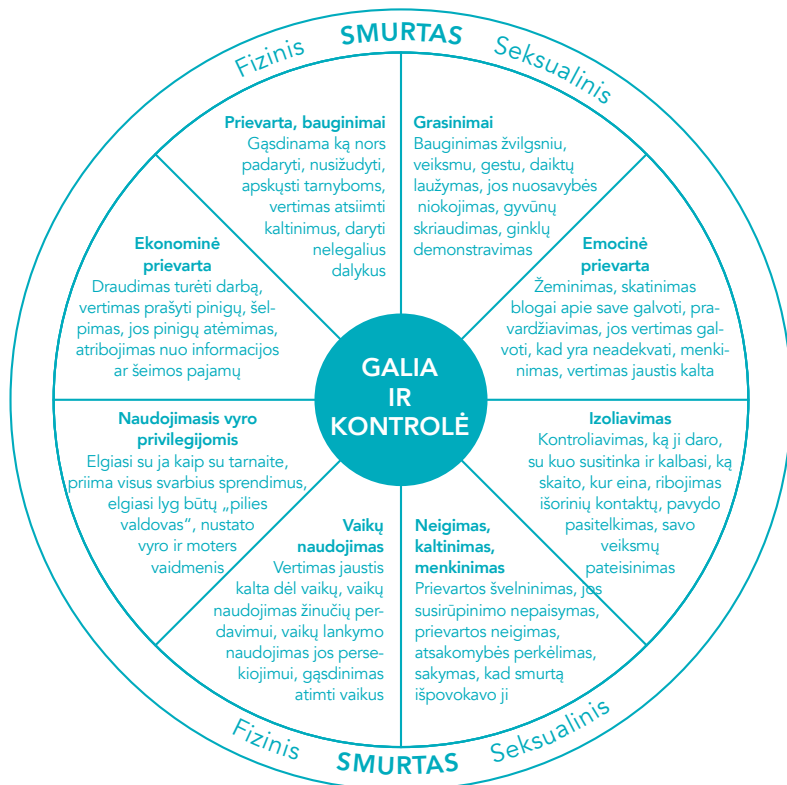 Fizinis SMURTAS Seksualinis
Prievarta, bauginimai
Gąsdinama ką nors
padaryti, nusižudyti,
apskųsti tarnyboms,
vertimas atsiimti
kaltinimus, daryti
nelegalius
dalykus
Grasinimai
Bauginimas žvilgsniu,
veiksmu, gestu, daiktų
laužymas, jos nuosavybės
niokojimas, gyvūnų
skriaudimas, ginklų
demonstravimas
Ekonominė
prievarta
Draudimas turėti darbą,
vertimas prašyti pinigų, šel-
pimas, jos pinigų atėmimas,
atribojimas nuo informacijos
ar šeimos pajamų
Emocinė
prievarta
Žeminimas, skatinimas
blogai apie save galvoti, pra-
vardžiavimas, jos vertimas gal-
voti, kad yra neadekvati, menki-
nimas, vertimas jaustis kalta
GALIA
IR
KONTROLĖ
Naudojimasis vyro
privilegijomis
Elgiasi su ja kaip su tarnaite,
priima visus svarbius sprendimus,
elgiasi lyg būtų „pilies
valdovas“, nustato
vyro ir moters
vaidmenis
Izoliavimas
Kontroliavimas, ką ji daro,
su kuo susitinka ir kalbasi, ką
skaito, kur eina, ribojimas
išorinių kontaktų, pavydo
pasitelkimas, savo
veiksmų
pateisinimas
Vaikų
naudojimas
Vertimas jaustis
kalta dėl vaikų, vaikų
naudojimas žinučių per-
davimui, vaikų lankymo
naudojimas jos perse-
kiojimui, gąsdinimas
atimti vaikus
Neigimas,
kaltinimas,
menkinimas
Prievartos švelninimas, jos
susirūpinimo nepaisymas,
prievartos neigimas,
atsakomybės perkėlimas,
sakymas, kad smurtą
išpovokavo ji
Fizinis SMURTAS Seksualinis